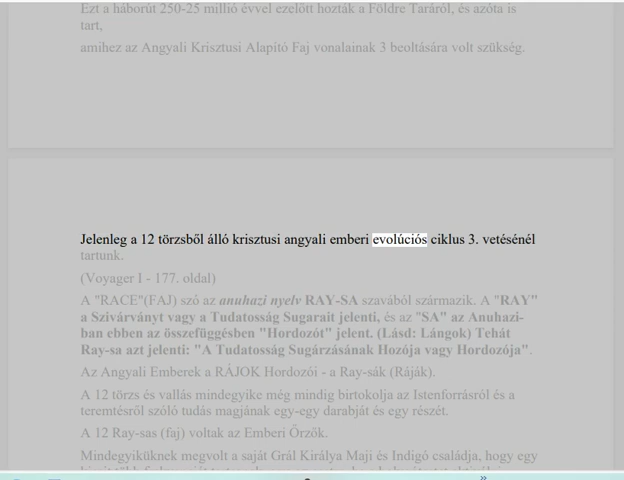 Ezt a háborút 250-25 millió évvel ezelőtt hozták a Földre Taráról, és azóta is
tart,
amihez az Angyali Krisztusi Alapító Faj vonalainak 3 beoltására volt szükség.
Jelenleg a 12 törzsből álló krisztusi angyali emberi evolúciós ciklus 3. vetésénél
tartunk.
(Voyager I - 177. oldal)
A "RACE"(FAJ) szó az anuhazi nyelv RAY-SA szavából származik. A "RAY"
a Szivárványt vagy a Tudatosság Sugarait jelenti, és az "SA" az Anuhazi-
ban ebben az összefüggésben "Hordozót" jelent. (Lásd: Lángok) Tehát
Ray-sa azt jelenti: "A Tudatosság Sugárzásának Hozója vagy Hordozója".
Az Angyali Emberek a RÁJOK Hordozói - a Ray-sák (Ráják).
A 12 törzs és vallás mindegyike még mindig birtokolja az Istenforrásról és a
teremtésről szóló tudás magjának egy-egy darabját és egy részét.
A 12 Ray-sas (faj) voltak az Emberi Őrzők.
Mindegyiküknek megvolt a saját Grál Királya Maji és Indigó családja, hogy egy